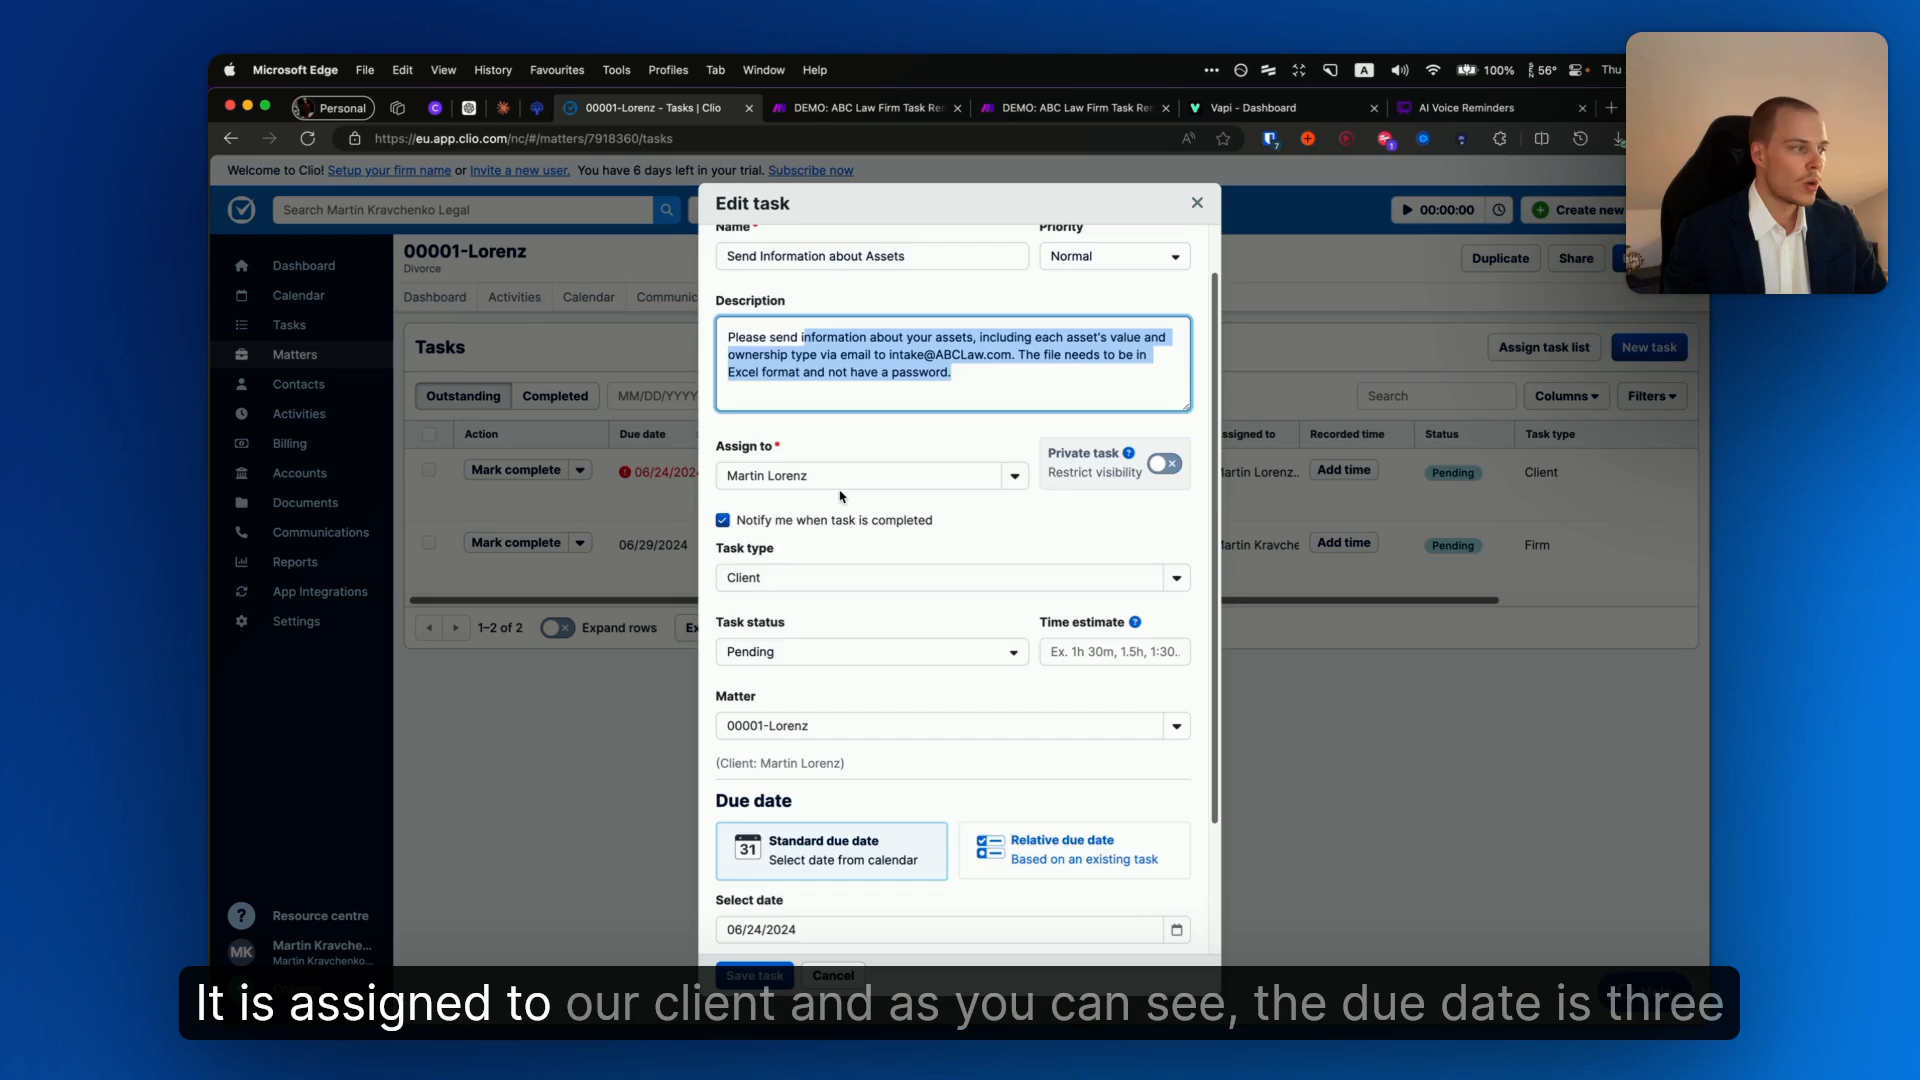 Microsoft Edge File Edit View History Favourites Tools Profiles Tab Window Help
A 100% 56° Thu
Personal
00001-Lorenz - Tasks | Clio
DEMO: ABC Law Firm Task Re
DEMO: ABC Law Firm Task Re
Vapi - Dashboard
AI Voice Reminders
https://eu.app.clio.com/nc/#/matters/7918360/tasks
Welcome to Clio! Setup your firm name or Invite a new user. You have 6 days left in your trial. Subscribe now
Search Martin Kravchenko Legal
00:00:00
Create new
Dashboard
Calendar
Tasks
Matters
Contacts
Activities
Billing
Accounts
Documents
Communications
Reports
App Integrations
Settings
Resource centre
MK
Martin Kravche...
Martin Kravchenko...
00001-Lorenz
Divorce
Duplicate
Share
Dashboard Activities Calendar Communic
Tasks
Assign task list
New task
Outstanding Completed MM/DD/YYYY
Search
Columns
Filters
Action Due date ssigned to Recorded time Status Task type
Mark complete 06/24/202 Martin Lorenz.. Add time Pending Client
Mark complete 06/29/2024 artin Kravche Add time Pending Firm
1–2 of 2 Expand rows Ex
Edit task
Name *
Priority
Send Information about Assets
Normal
Description
Please send information about your assets, including each asset's value and
ownership type via email to intake@ABCLaw.com. The file needs to be in
Excel format and not have a password.
Assign to *
Martin Lorenz
Private task
Restrict visibility
Notify me when task is completed
Task type
Client
Task status
Pending
Time estimate
Ex. 1h 30m, 1.5h, 1:30..
Matter
00001-Lorenz
(Client: Martin Lorenz)
Due date
31
Standard due date
Select date from calendar
Relative due date
Based on an existing task
Select date
06/24/2024
Save task
Cancel
It is assigned to our client and as you can see, the due date is three